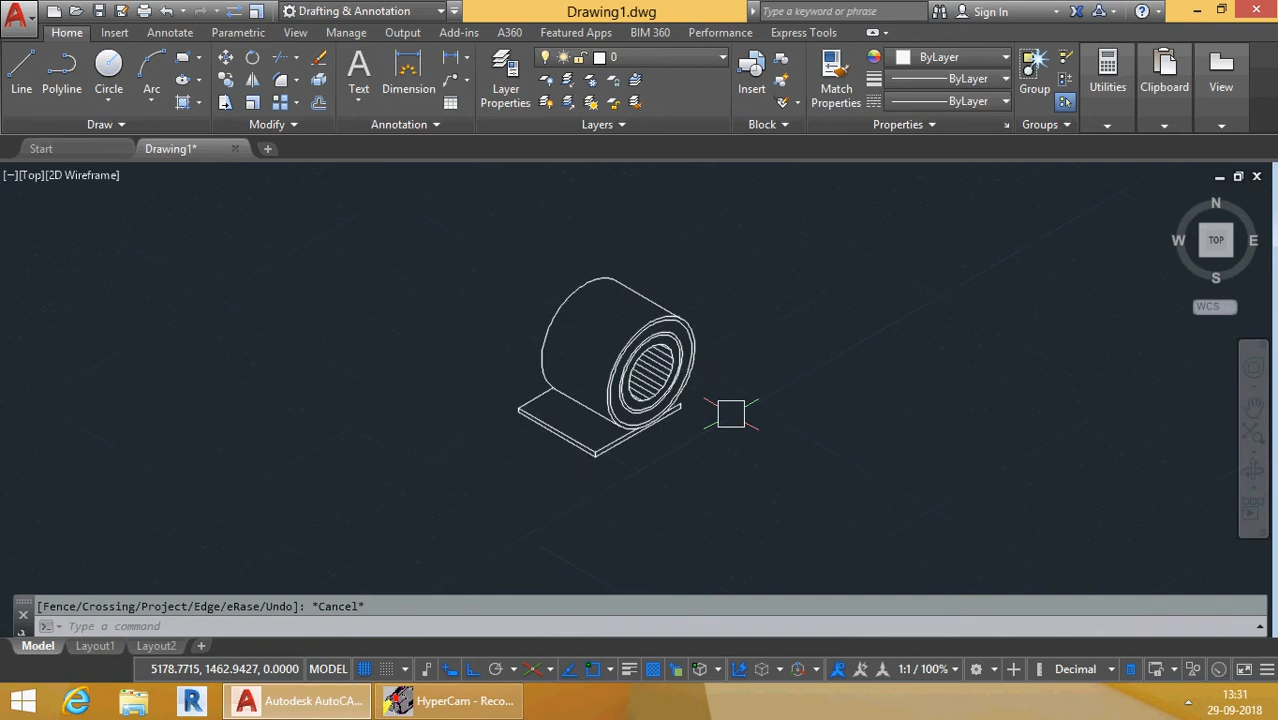 Drafting & Annotation
Drawing1.dwg
Type a keyword or phrase
Sign In
Home
Insert
Annotate
Parametric
View
Manage
Output
Add-ins
A360
Featured Apps
BIM 360
Performance
Express Tools
Line
Polyline
Circle
Arc
Text
Dimension
Layer
Properties
0
Insert
Match
Properties
ByLayer
ByLayer
ByLayer
Group
Utilities
Clipboard
View
Draw
Modify
Annotation
Layers
Block
Properties
Groups
Start
Drawing1*
[−][Top][2D Wireframe]
N
W
TOP
E
S
WCS
[Fence/Crossing/Project/Edge/eRase/Undo]: *Cancel*
Type a command
Model
Layout1
Layout2
5178.7715, 1462.9427, 0.0000
MODEL
1:1 / 100%
Decimal
Autodesk AutoCA...
HyperCam - Reco...
13:31
29-09-2018